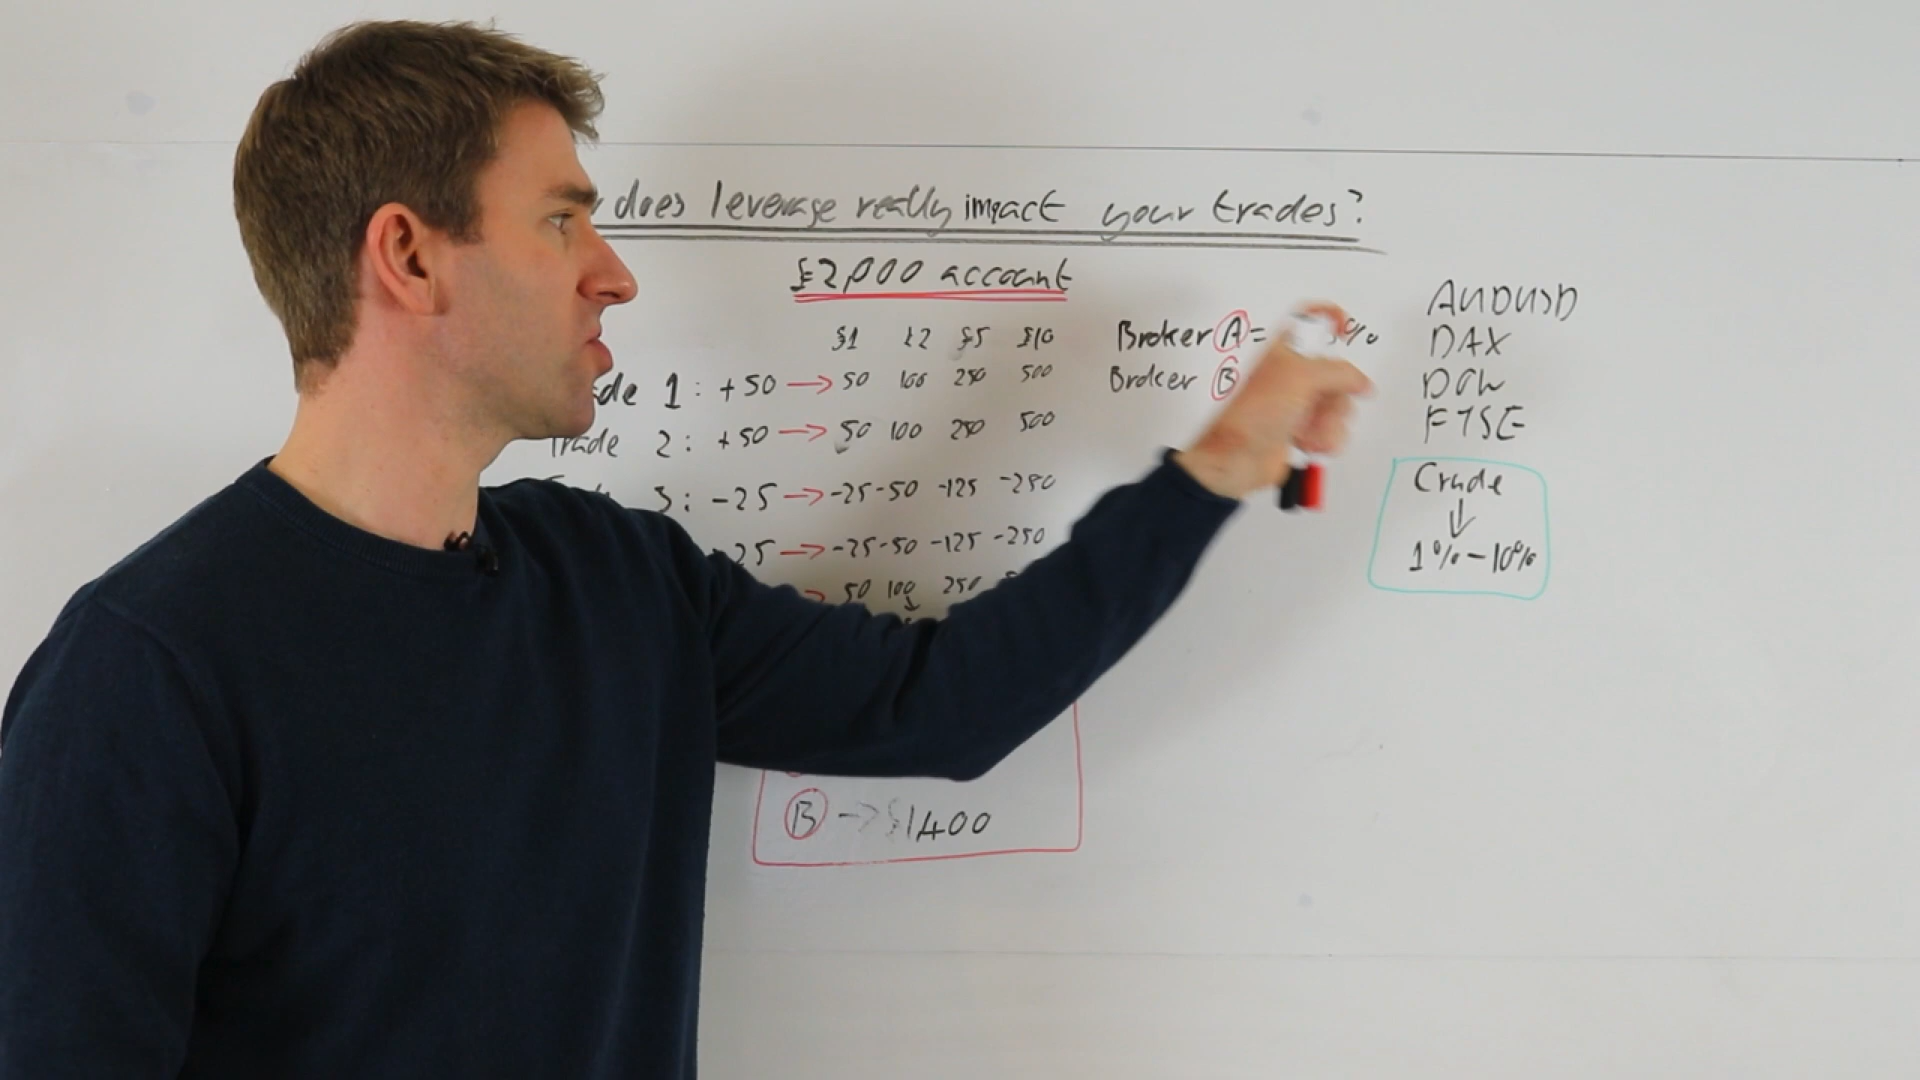 does leverage really impact your trades?
£2,000 account
£1 £2 £5 £10
de 1: +50 → 50 100 250 500
Trade 2: +50 → 50 100 250 500
3: -25 → -25 -50 -125 -250
25 → -25 -50 -125 -250
50 100 250
B → £1400
Broker A = %
Broker B
AUDUSD
DAX
DOW
FTSE
Crude
↓
1% - 10%